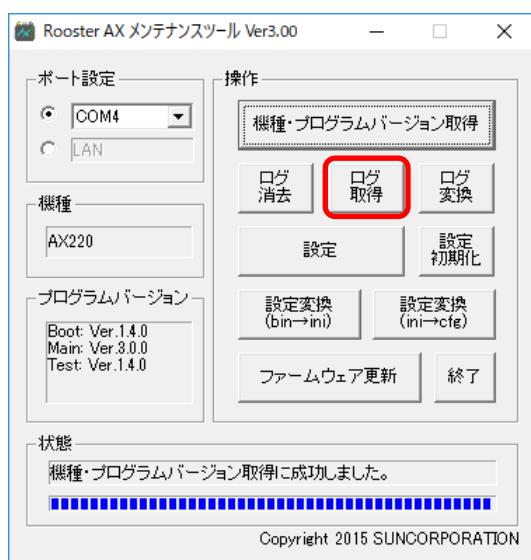 Rooster AX メンテナンスツール Ver3.00
ポート設定
COM4
LAN
機種
AX220
プログラムバージョン
Boot: Ver.1.4.0
Main: Ver.3.0.0
Test: Ver.1.4.0
操作
機種・プログラムバージョン取得
ログ
消去
ログ
取得
ログ
変換
設定
設定
初期化
設定変換
(bin→ini)
設定変換
(ini→cfg)
ファームウェア更新
終了
状態
機種・プログラムバージョン取得に成功しました。
Copyright 2015 SUNCORPORATION